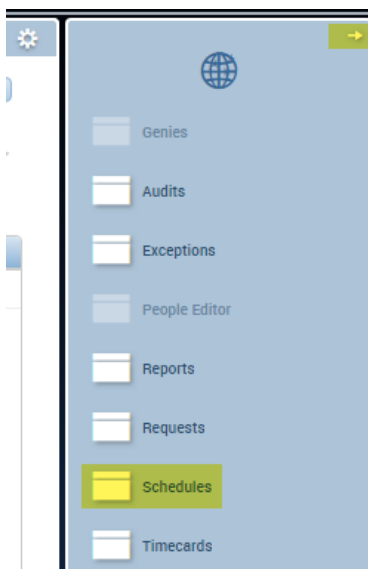 Genies
Audits
Exceptions
People Editor
Reports
Requests
Schedules
Timecards